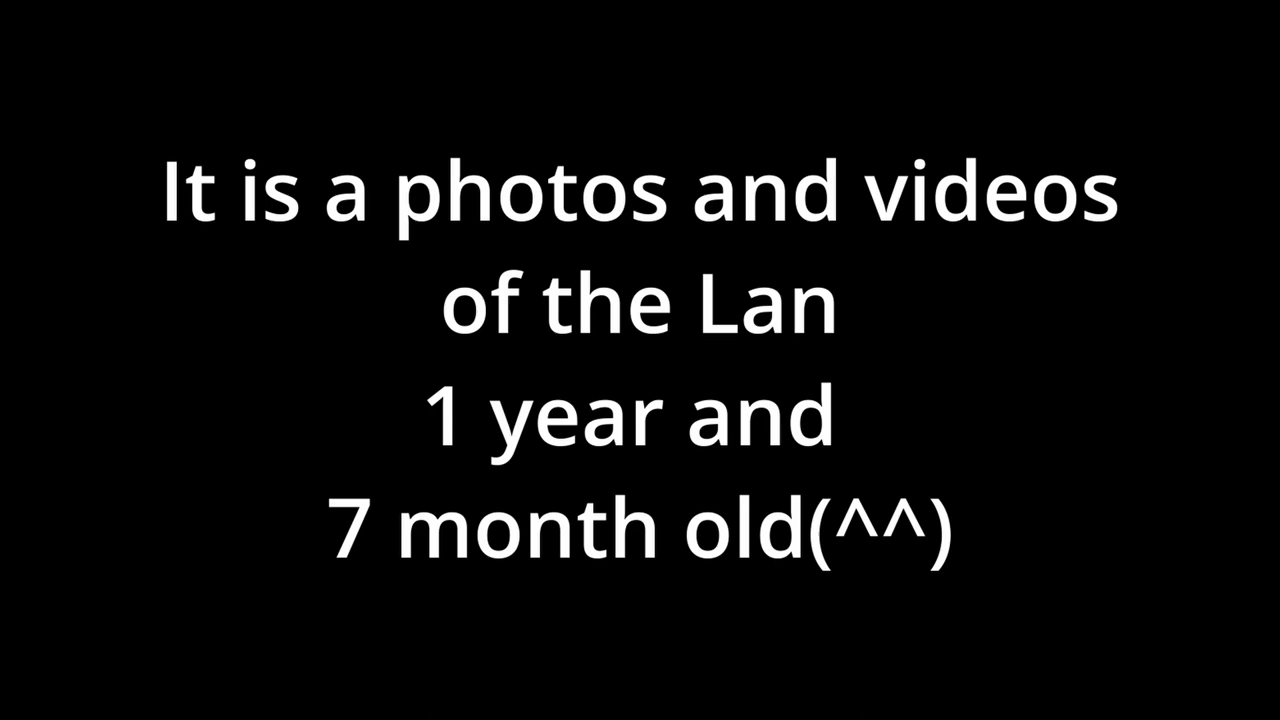 It is a photos and videos
of the Lan
1 year and
7 month old(^^)